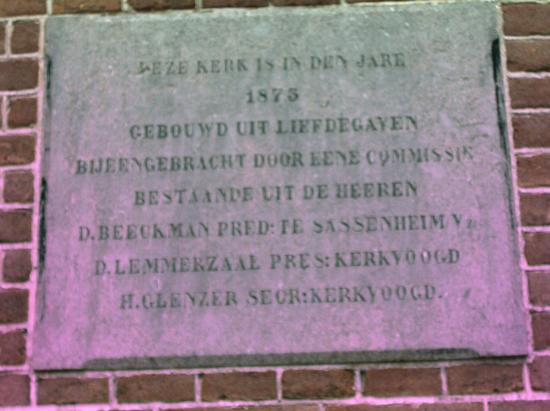 DEZE KERK IS IN DEN JARE
1875
GEBOUWD UIT LIEFDEGAVEN
BIJEENGEBRACHT DOOR EENE COMMISSIE
BESTAANDE UIT DE HEEREN
D. BEECKMAN PRED: TE SASSENHEIM
D. LEMMERZAAL PRES: KERKVOOGD
H. GLENZER SECR: KERKVOOGD.